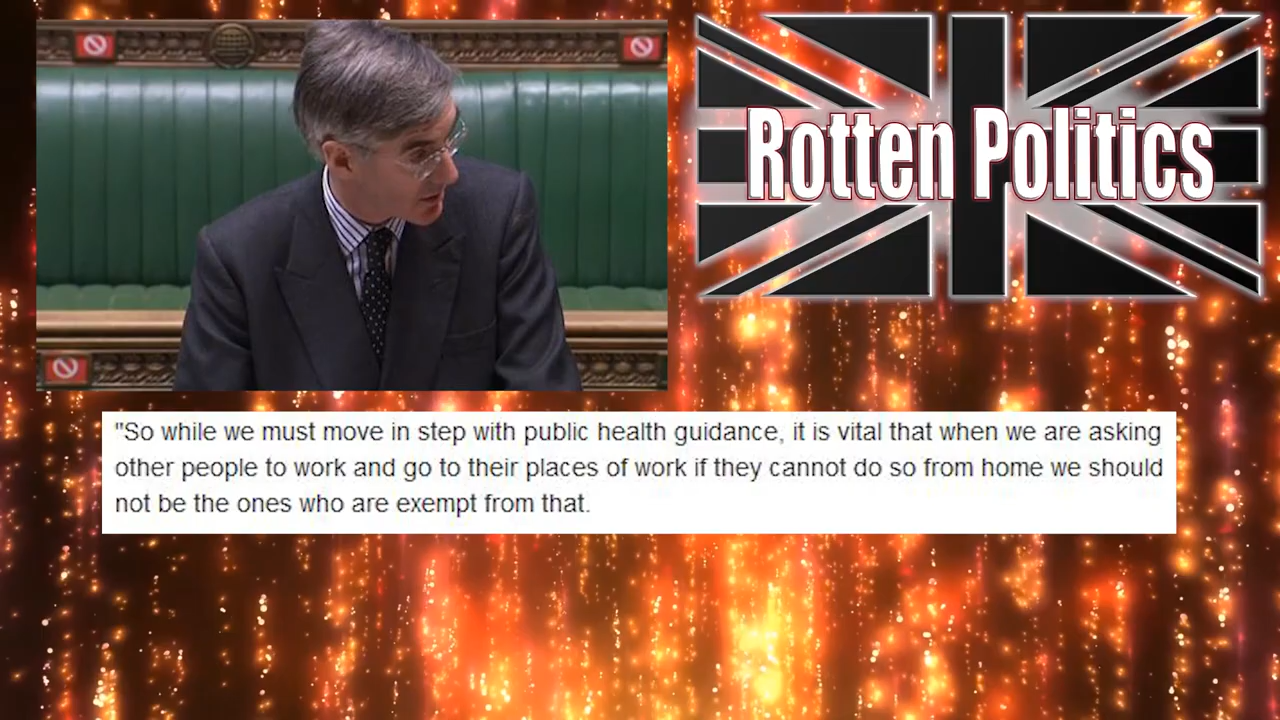 Rotten Politics
"So while we must move in step with public health guidance, it is vital that when we are asking
other people to work and go to their places of work if they cannot do so from home we should
not be the ones who are exempt from that.